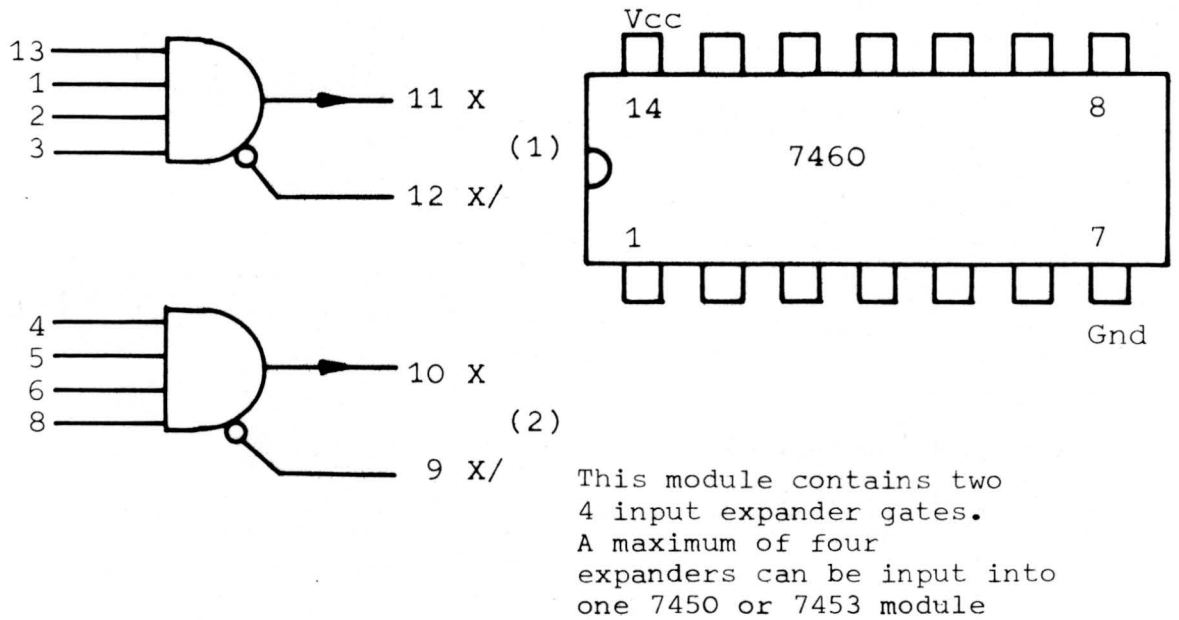 13
1
2
3
11 X
12 X/
(1)
4
5
6
8
10 X
9 X/
(2)
Vcc
14 8
7460
1 7
Gnd
This module contains two
4 input expander gates.
A maximum of four
expanders can be input into
one 7450 or 7453 module